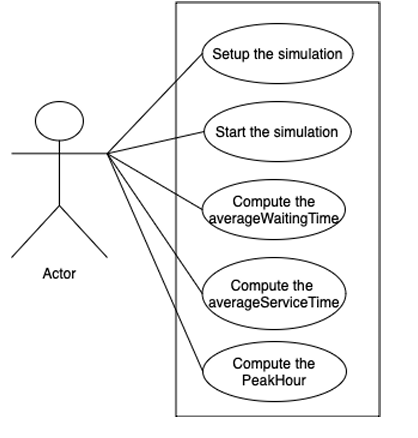 Setup the simulation
Start the simulation
Compute the
averageWaitingTime
Compute the
averageServiceTime
Compute the
PeakHour
Actor